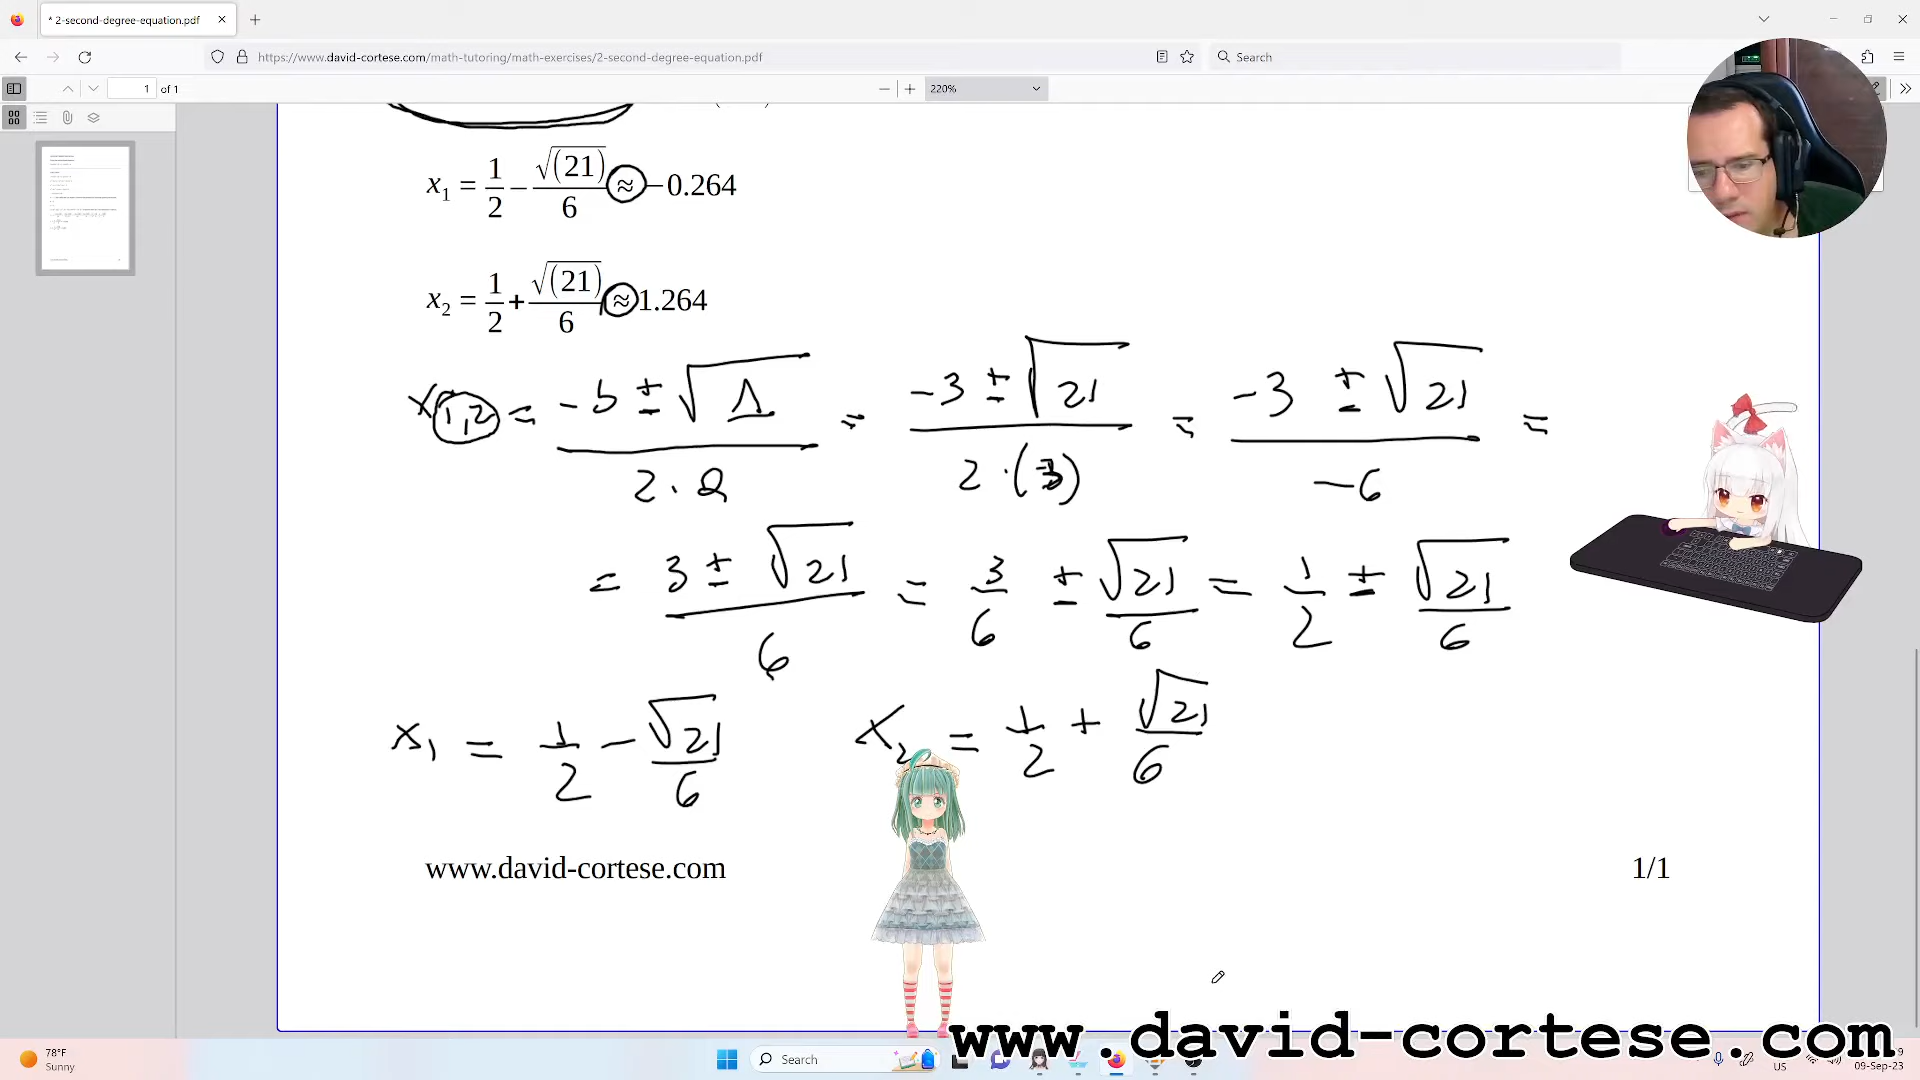 * 2-second-degree-equation.pdf
https://www.david-cortese.com/math-tutoring/math-exercises/2-second-degree-equation.pdf
Search
1 of 1
220%
x₁ = 1/2 − √(21)/6 ≈ −0.264
x₂ = 1/2 + √(21)/6 ≈ 1.264
x1,2 = (-b ± √Δ)/(2·a) = (-3 ± √21)/(2·(-3)) = (-3 ± √21)/(-6) =
= (3 ± √21)/6 = 3/6 ± √21/6 = 1/2 ± √21/6
x₁ = 1/2 − √21/6
x₂ = 1/2 + √21/6
www.david-cortese.com
1/1
www.david-cortese.com
78°F
Sunny
Search
US
09-Sep-23